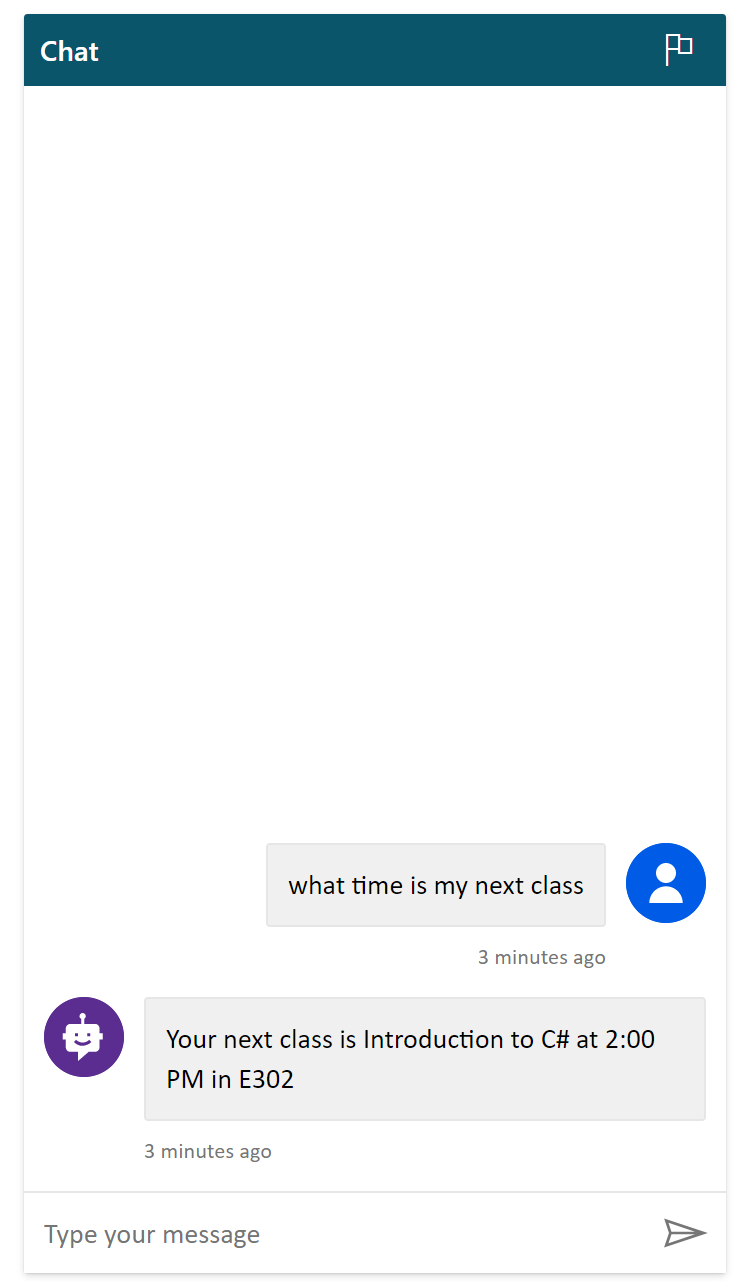 Chat
what time is my next class
3 minutes ago
Your next class is Introduction to C# at 2:00
PM in E302
3 minutes ago
Type your message